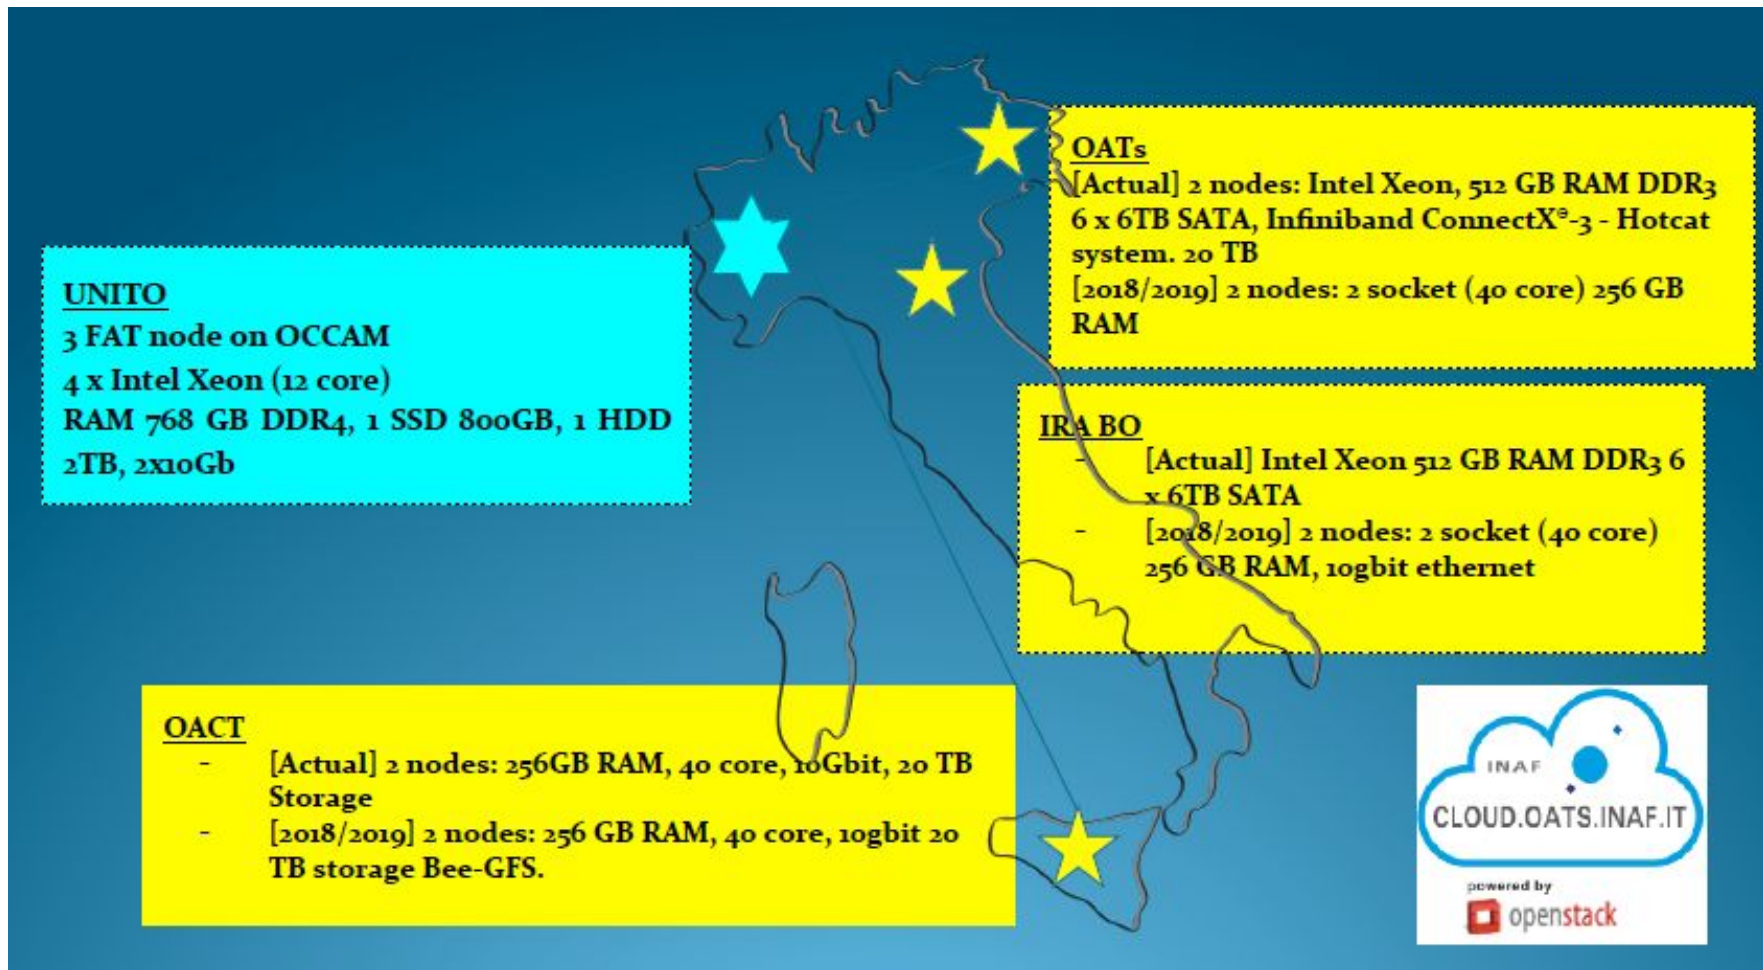 OATs
[Actual] 2 nodes: Intel Xeon, 512 GB RAM DDR3
6 x 6TB SATA, Infiniband ConnectX®-3 - Hotcat
system. 20 TB
[2018/2019] 2 nodes: 2 socket (40 core) 256 GB
RAM
UNITO
3 FAT node on OCCAM
4 x Intel Xeon (12 core)
RAM 768 GB DDR4, 1 SSD 800GB, 1 HDD
2TB, 2x10Gb
IRA BO
- [Actual] Intel Xeon 512 GB RAM DDR3 6
x 6TB SATA
- [2018/2019] 2 nodes: 2 socket (40 core)
256 GB RAM, 10gbit ethernet
OACT
- [Actual] 2 nodes: 256GB RAM, 40 core, 10Gbit, 20 TB
Storage
- [2018/2019] 2 nodes: 256 GB RAM, 40 core, 10gbit 20
TB storage Bee-GFS.
INAF
CLOUD.OATS.INAF.IT
powered by
openstack